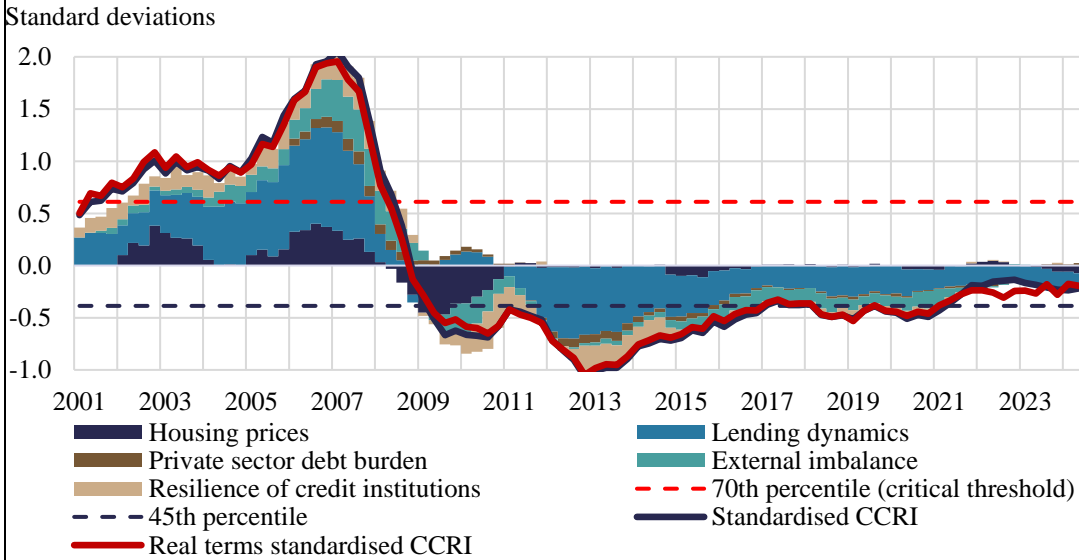 Standard deviations
2.0
1.5
1.0
0.5
0.0
-0.5
-1.0
2001 2003 2005 2007 2009 2011 2013 2015 2017 2019 2021 2023
Housing prices Lending dynamics
Private sector debt burden External imbalance
Resilience of credit institutions 70th percentile (critical threshold)
45th percentile Standardised CCRI
Real terms standardised CCRI